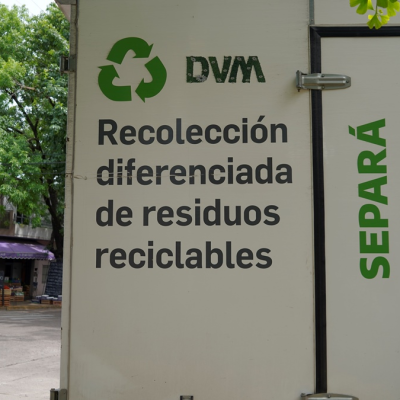 DVM
Recolección
diferenciada
de residuos
reciclables
SEPARÁ